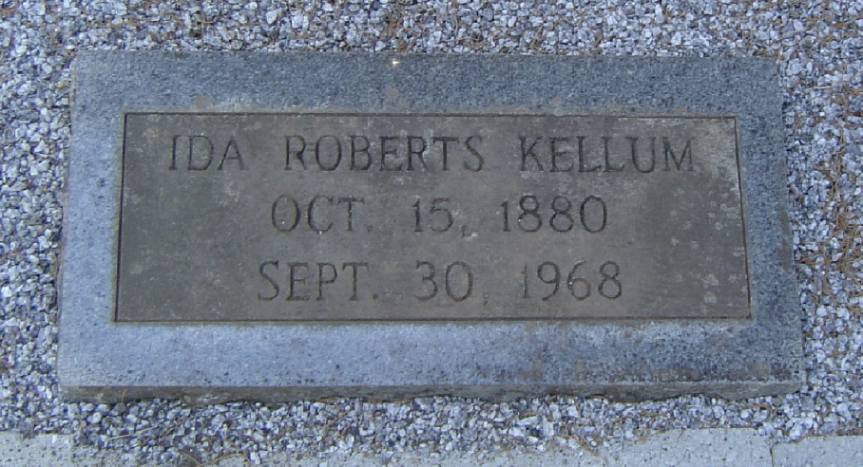 IDA ROBERTS KELLUM
OCT. 15, 1880
SEPT. 30, 1968